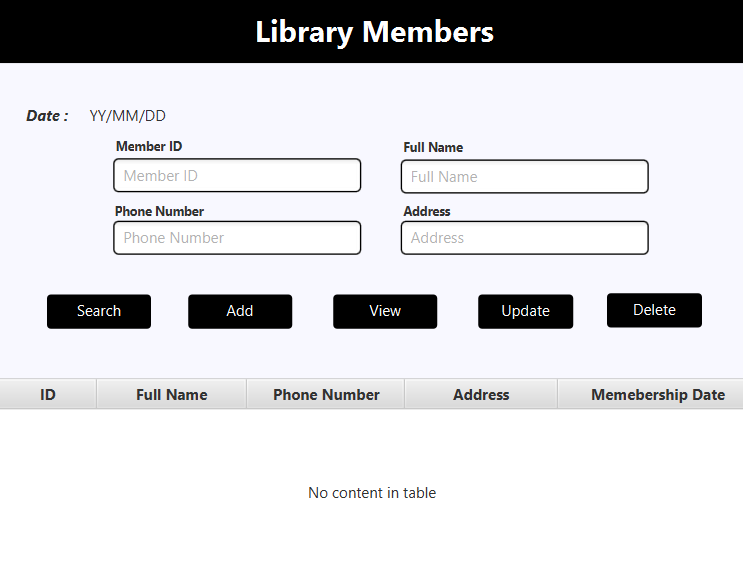 Library Members
Date : YY/MM/DD
Member ID Full Name
Member ID Full Name
Phone Number Address
Phone Number Address
Search Add View Update Delete
ID Full Name Phone Number Address Memebership Date
No content in table